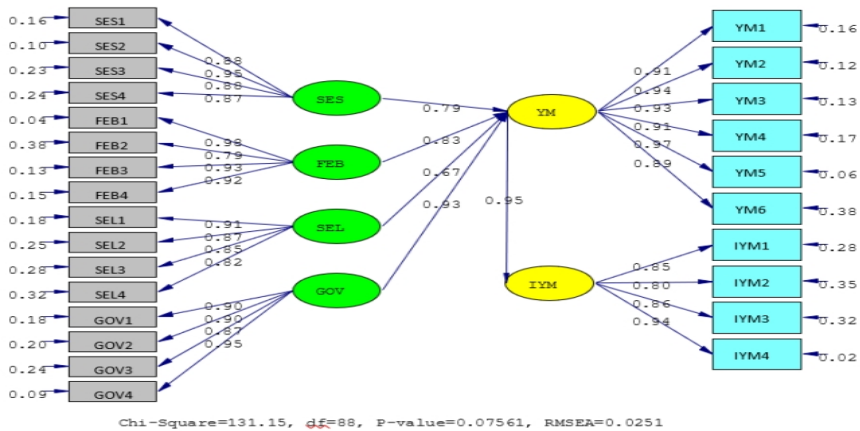 0.16 SES1
0.10 SES2
0.23 SES3
0.24 SES4
0.04 FEB1
0.38 FEB2
0.13 FEB3
0.15 FEB4
0.18 SEL1
0.25 SEL2
0.28 SEL3
0.32 SEL4
0.18 GOV1
0.20 GOV2
0.24 GOV3
0.09 GOV4
0.88
0.95
0.88
0.87
0.98
0.79
0.93
0.92
0.91
0.87
0.85
0.82
0.90
0.90
0.87
0.95
SES
FEB
SEL
GOV
0.79
0.83
0.67
0.93
0.95
YM
IYM
0.91
0.94
0.93
0.91
0.97
0.89
0.85
0.80
0.86
0.94
YM1 0.16
YM2 0.12
YM3 0.13
YM4 0.17
YM5 0.06
YM6 0.38
IYM1 0.28
IYM2 0.35
IYM3 0.32
IYM4 0.02
Chi-Square=131.15, df=88, P-value=0.07561, RMSEA=0.0251